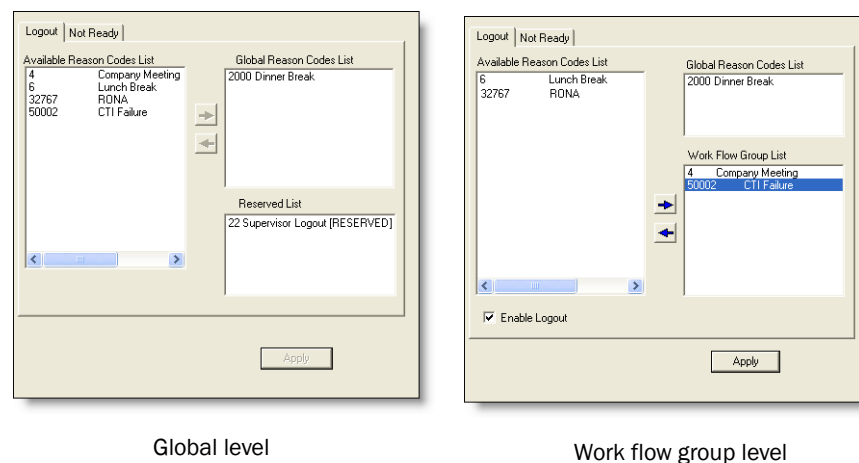 Logout
Not Ready
Available Reason Codes List
4 Company Meeting
6 Lunch Break
32767 RONA
50002 CTI Failure
Global Reason Codes List
2000 Dinner Break
Reserved List
22 Supervisor Logout [RESERVED]
Apply
Global level
Logout
Not Ready
Available Reason Codes List
6 Lunch Break
32767 RONA
Global Reason Codes List
2000 Dinner Break
Work Flow Group List
4 Company Meeting
50002 CTI Failure
Enable Logout
Apply
Work flow group level